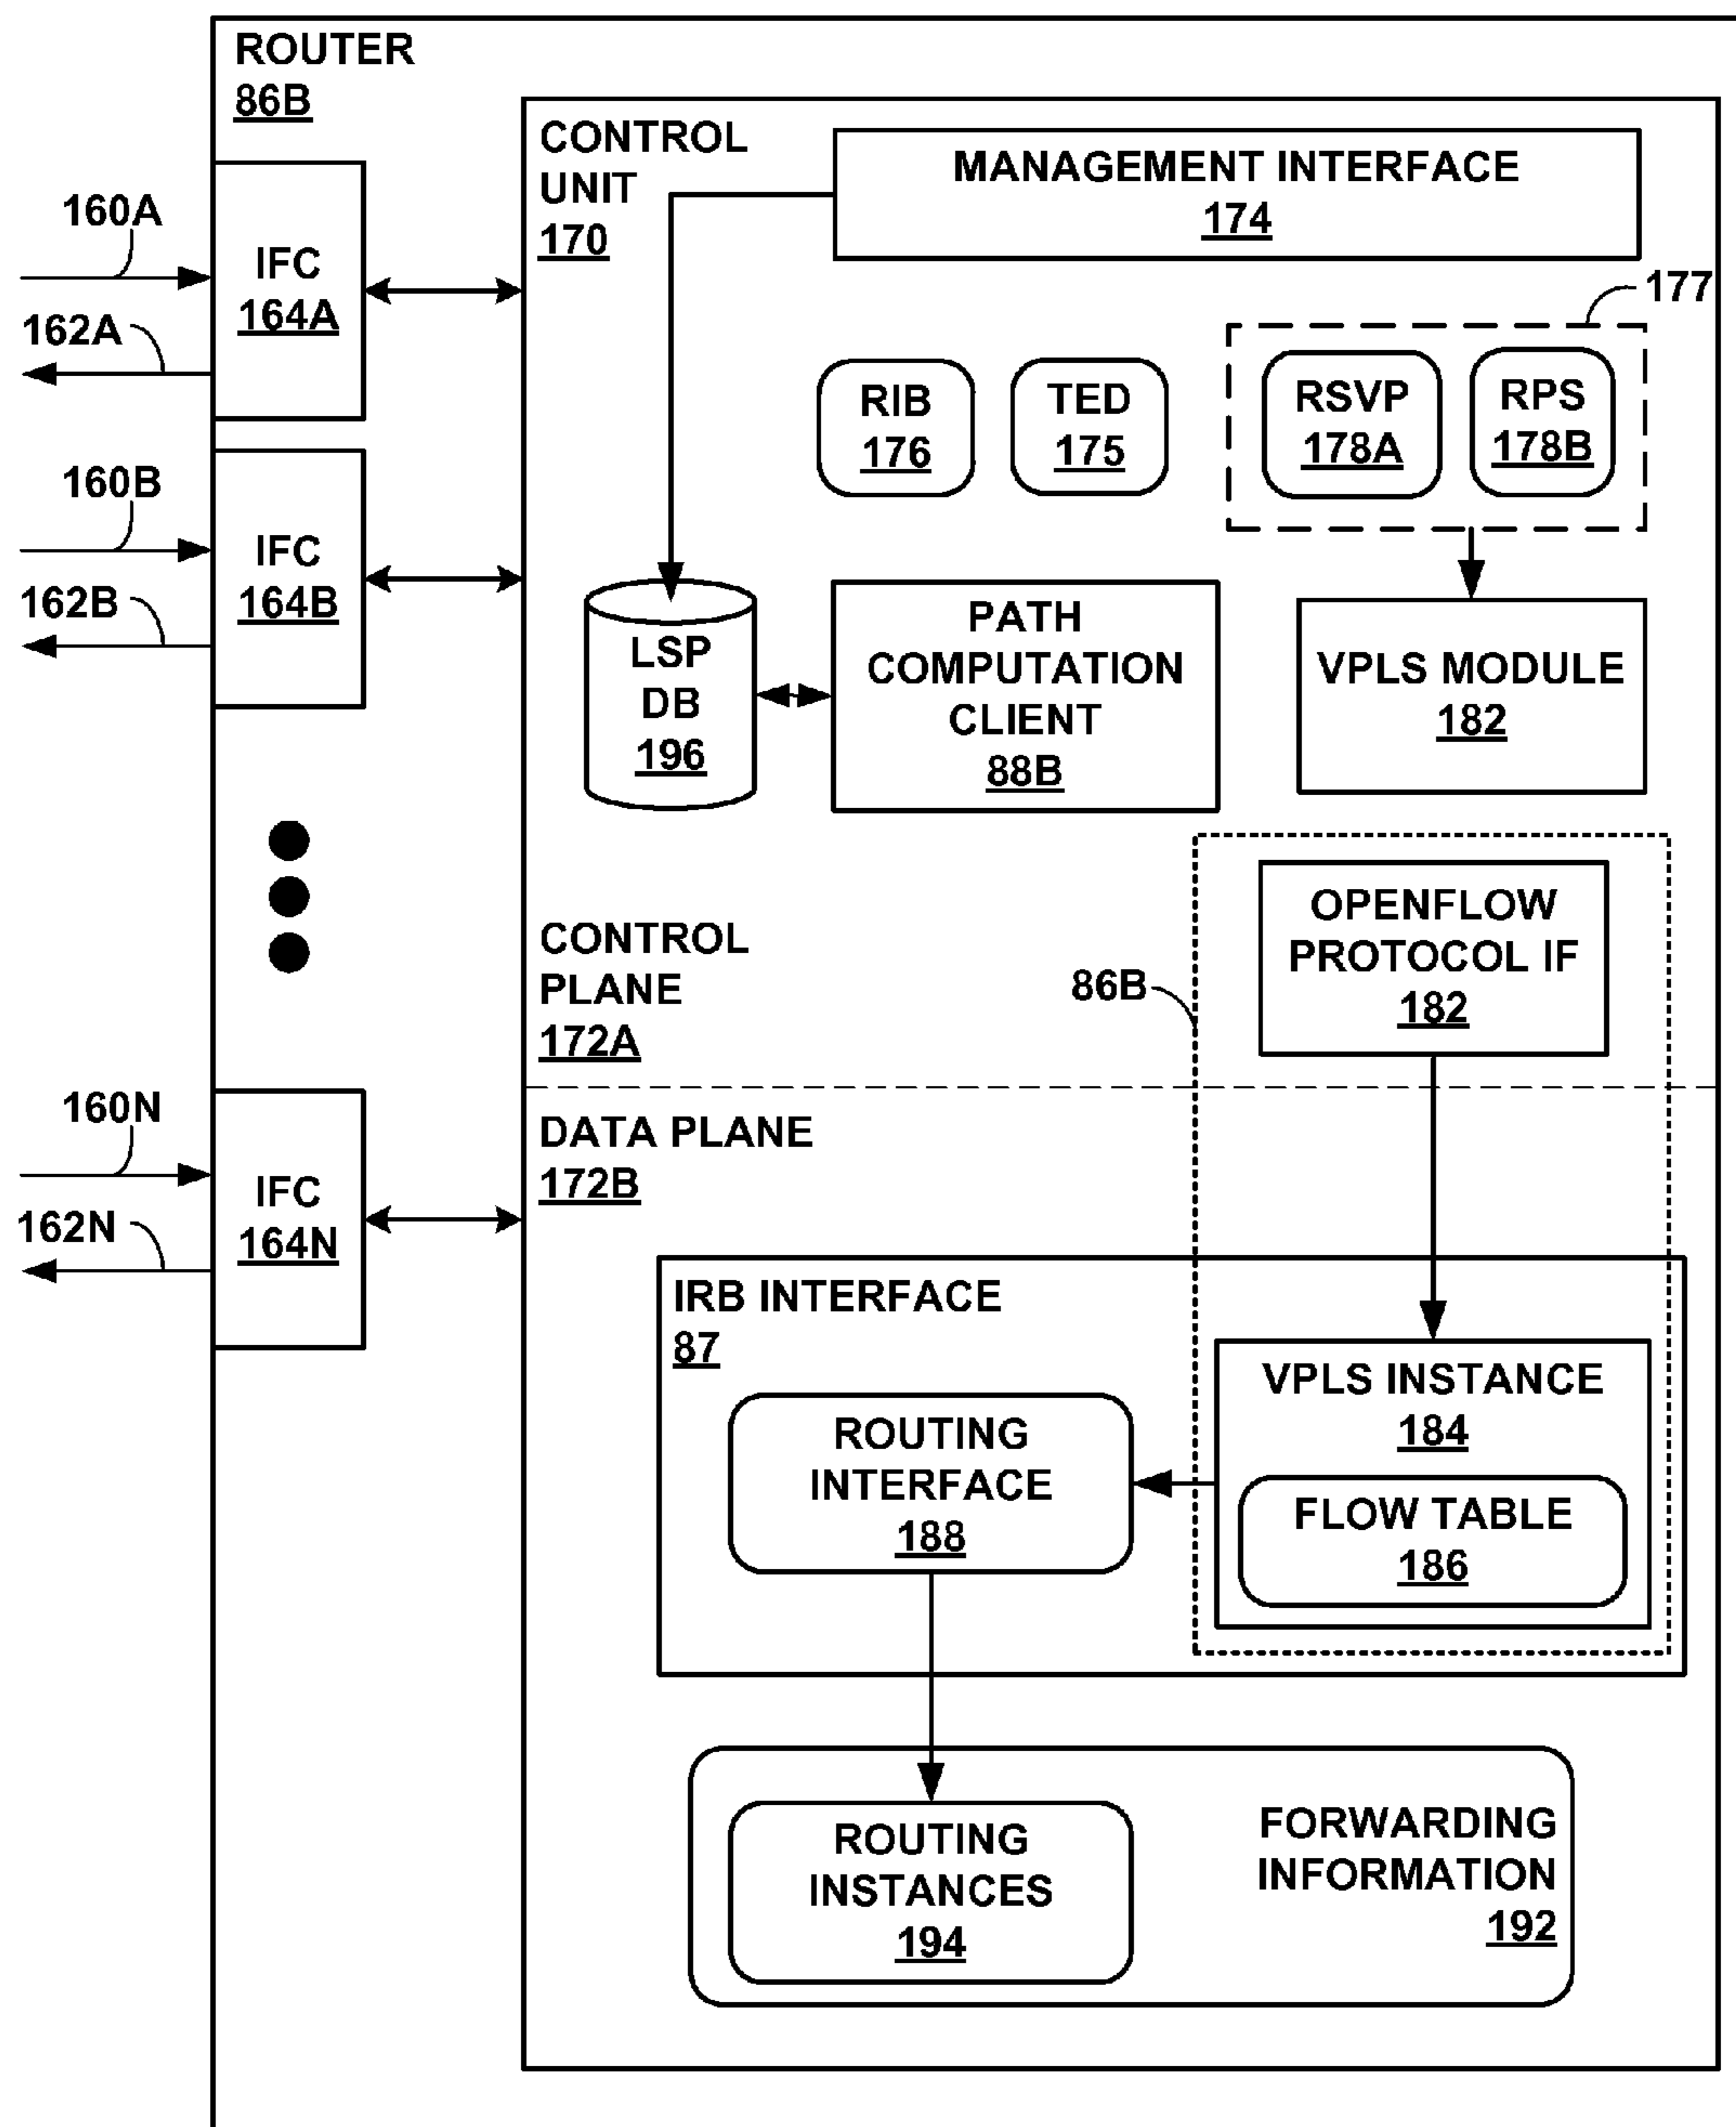 ROUTER
86B
CONTROL
UNIT
170
MANAGEMENT INTERFACE
174
160A
162A
IFC
164A
177
RIB
176
TED
175
RSVP
178A
RPS
178B
160B
162B
IFC
164B
LSP
DB
196
PATH
COMPUTATION
CLIENT
88B
VPLS MODULE
182
OPENFLOW
PROTOCOL IF
182
CONTROL
PLANE
172A
86B
DATA PLANE
172B
160N
162N
IFC
164N
IRB INTERFACE
87
VPLS INSTANCE
184
FLOW TABLE
186
ROUTING
INTERFACE
188
ROUTING
INSTANCES
194
FORWARDING
INFORMATION
192